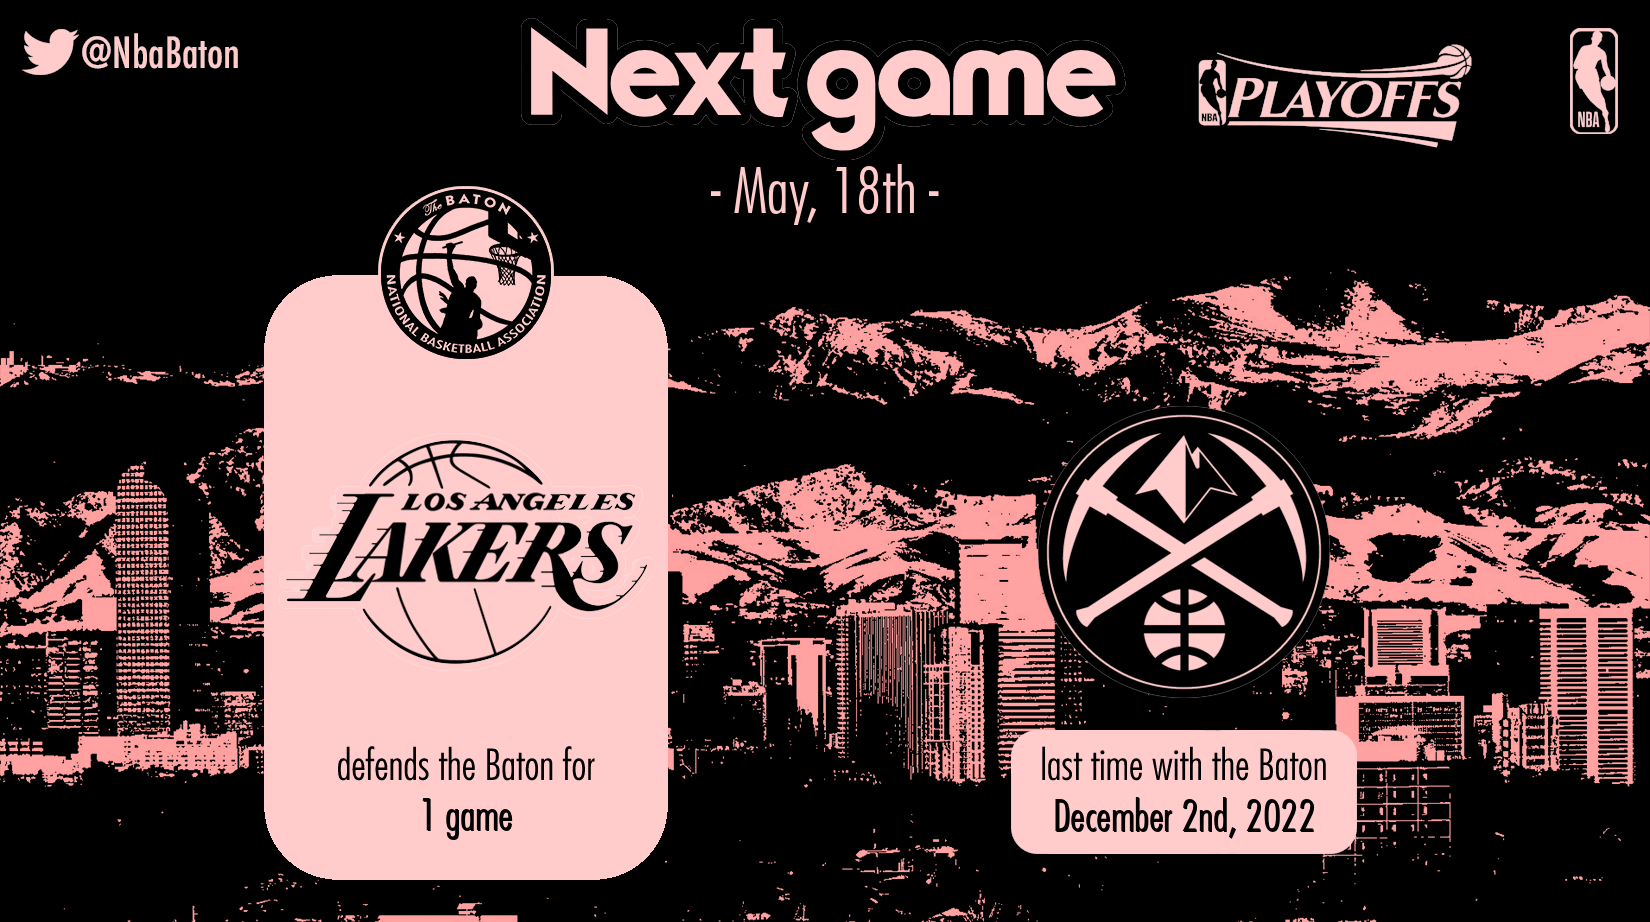 @NbaBaton
Next game
NBA
PLAYOFFS
NBA
- May, 18th -
The BATON
NATIONAL BASKETBALL ASSOCIATION
LOS ANGELES
LAKERS
defends the Baton for
1 game
last time with the Baton
December 2nd, 2022